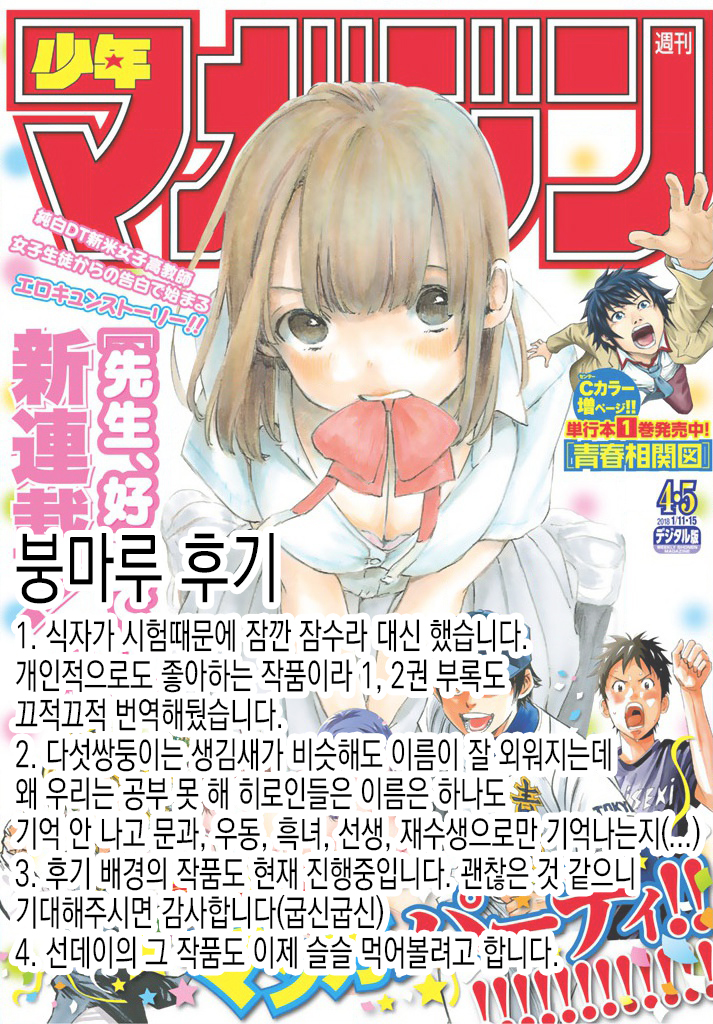 少年
マガジン
週刊
純白DT新米女子高教師
女子生徒からの告白で始まる
エロキュンストーリー!!
新連載
センター
Cカラー
増ページ!!
単行本1巻発売中!
『青春相関図』
4・5
2018 1/11・15
デジタル版
WEEKLY SHONEN
MAGAZINE
붕마루 후기
1. 식자가 시험때문에 잠깐 잠수라 대신 했습니다.
개인적으로도 좋아하는 작품이라 1, 2권 부록도
끄적끄적 번역해뒀습니다.
2. 다섯쌍둥이는 생김새가 비슷해도 이름이 잘 외워지는데
왜 우리는 공부 못 해 히로인들은 이름은 하나도
기억 안 나고 문과, 우동, 흑녀, 선생, 재수생으로만 기억나는지(...)
3. 후기 배경의 작품도 현재 진행중입니다. 괜찮은 것 같으니
기대해주시면 감사합니다(굽신굽신)
4. 선데이의 그 작품도 이제 슬슬 먹어볼려고 합니다.
パーティ!!